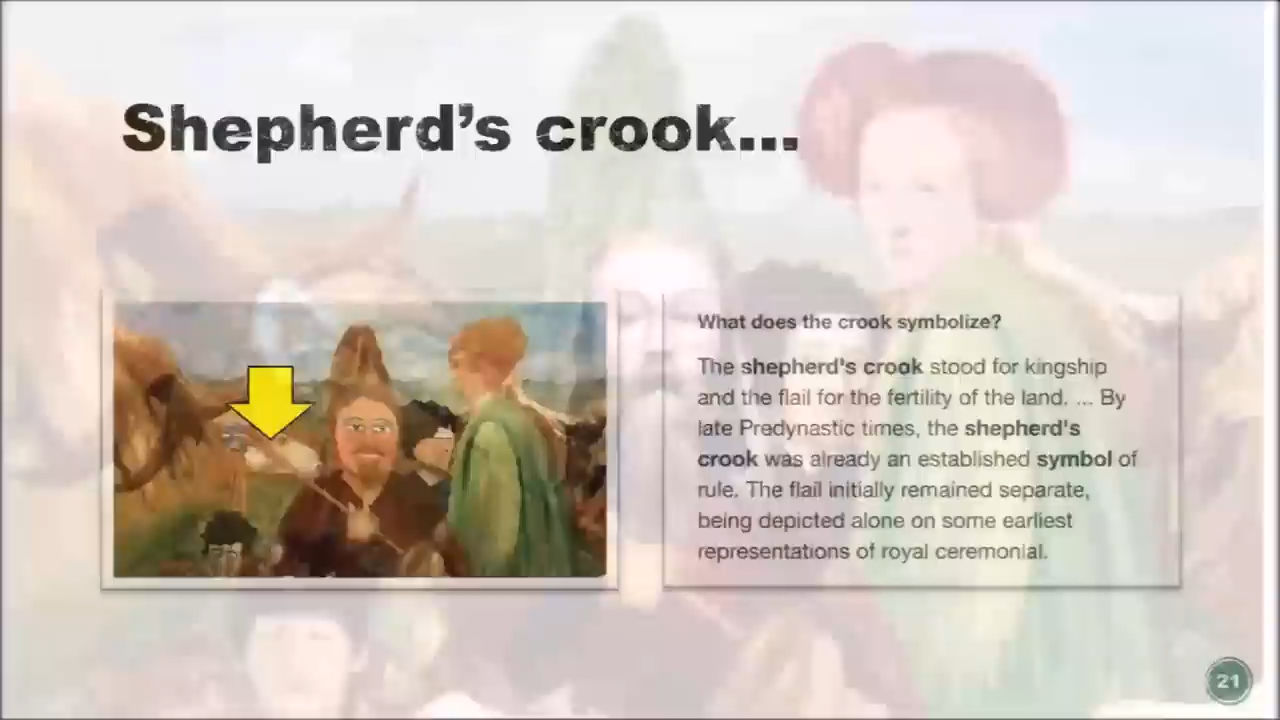 Shepherd's crook...
What does the crook symbolize?
The shepherd's crook stood for kingship
and the flail for the fertility of the land. ... By
late Predynastic times, the shepherd's
crook was already an established symbol of
rule. The flail initially remained separate,
being depicted alone on some earliest
representations of royal ceremonial.
21